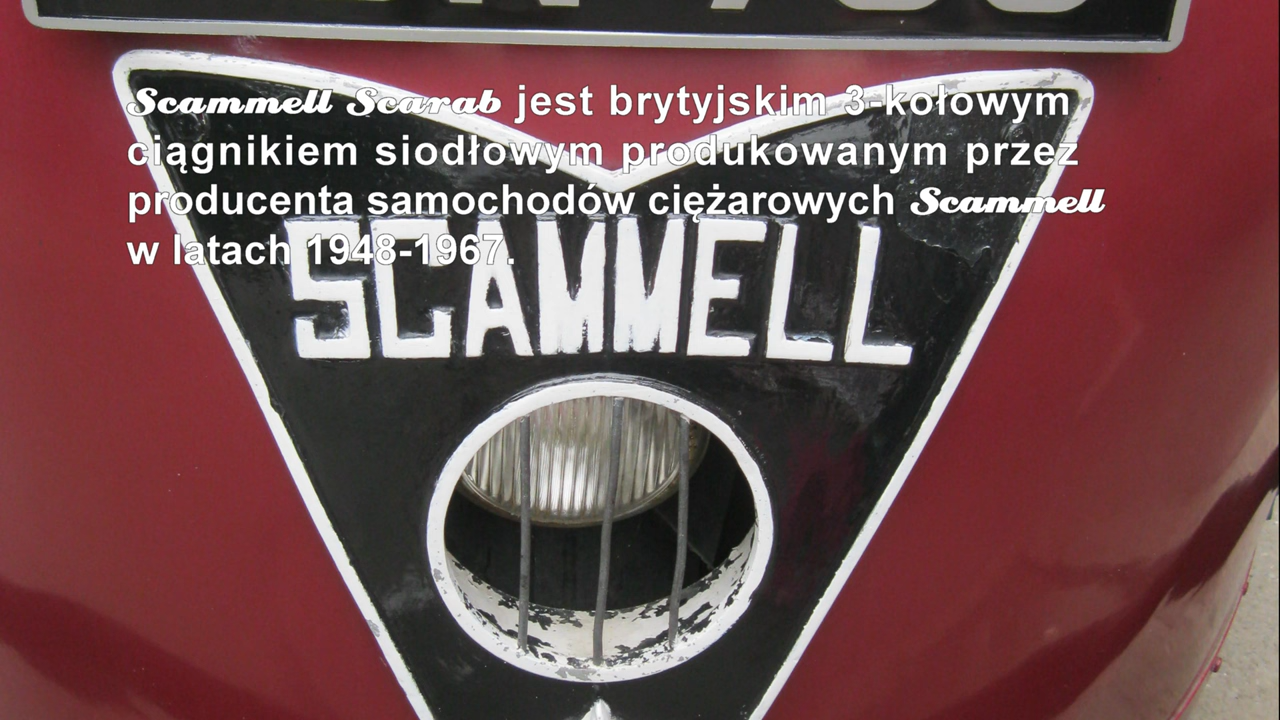 Scammell Scarab jest brytyjskim 3-kołowym
ciągnikiem siodłowym produkowanym przez
producenta samochodów ciężarowych Scammell
w latach 1948-1967.
SCAMMELL